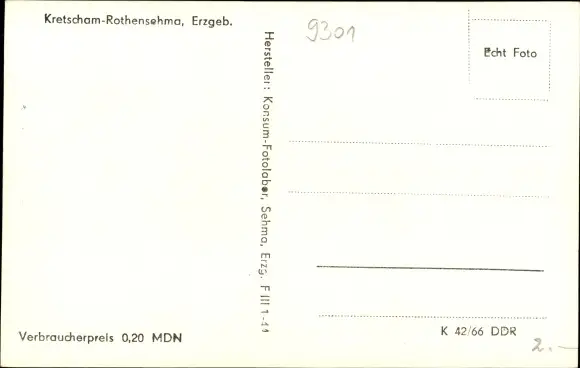 Kretscham-Rothensehma, Erzgeb.
9301
Echt Foto
Hersteller: Konsum-Fotolabor, Sehma, Erzg. F III 1-11
Verbraucherpreis 0,20 MDN
K 42/66 DDR
2.-